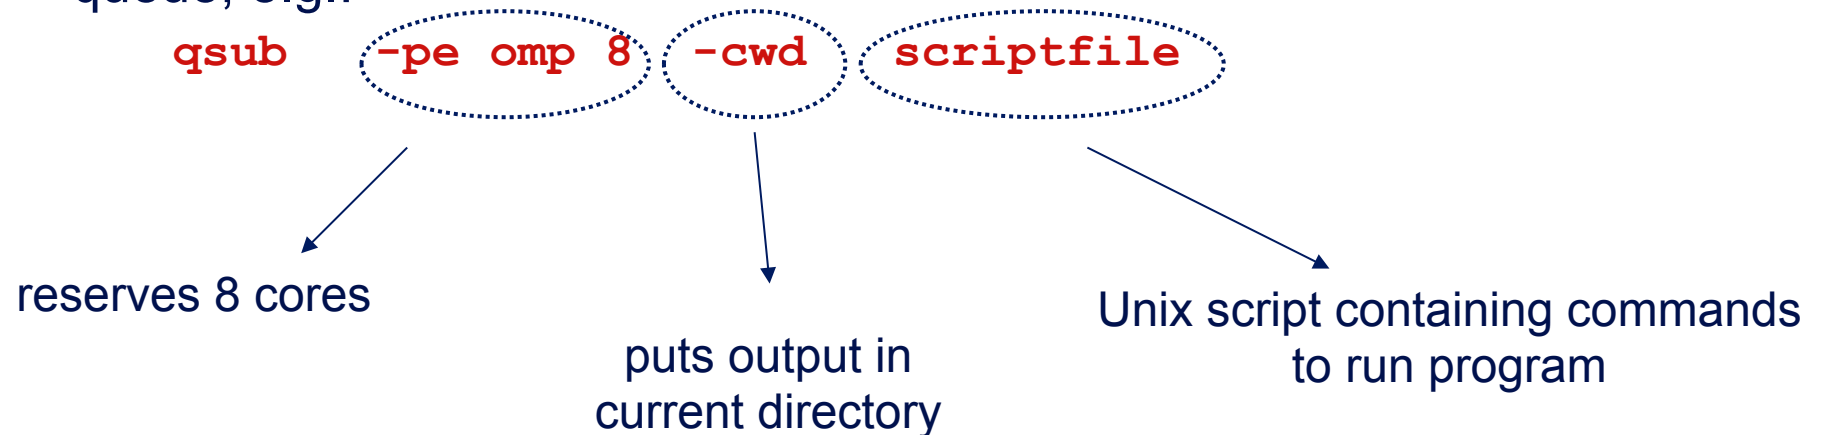 qsub -pe omp 8 -cwd scriptfile
reserves 8 cores
puts output in
current directory
Unix script containing commands
to run program